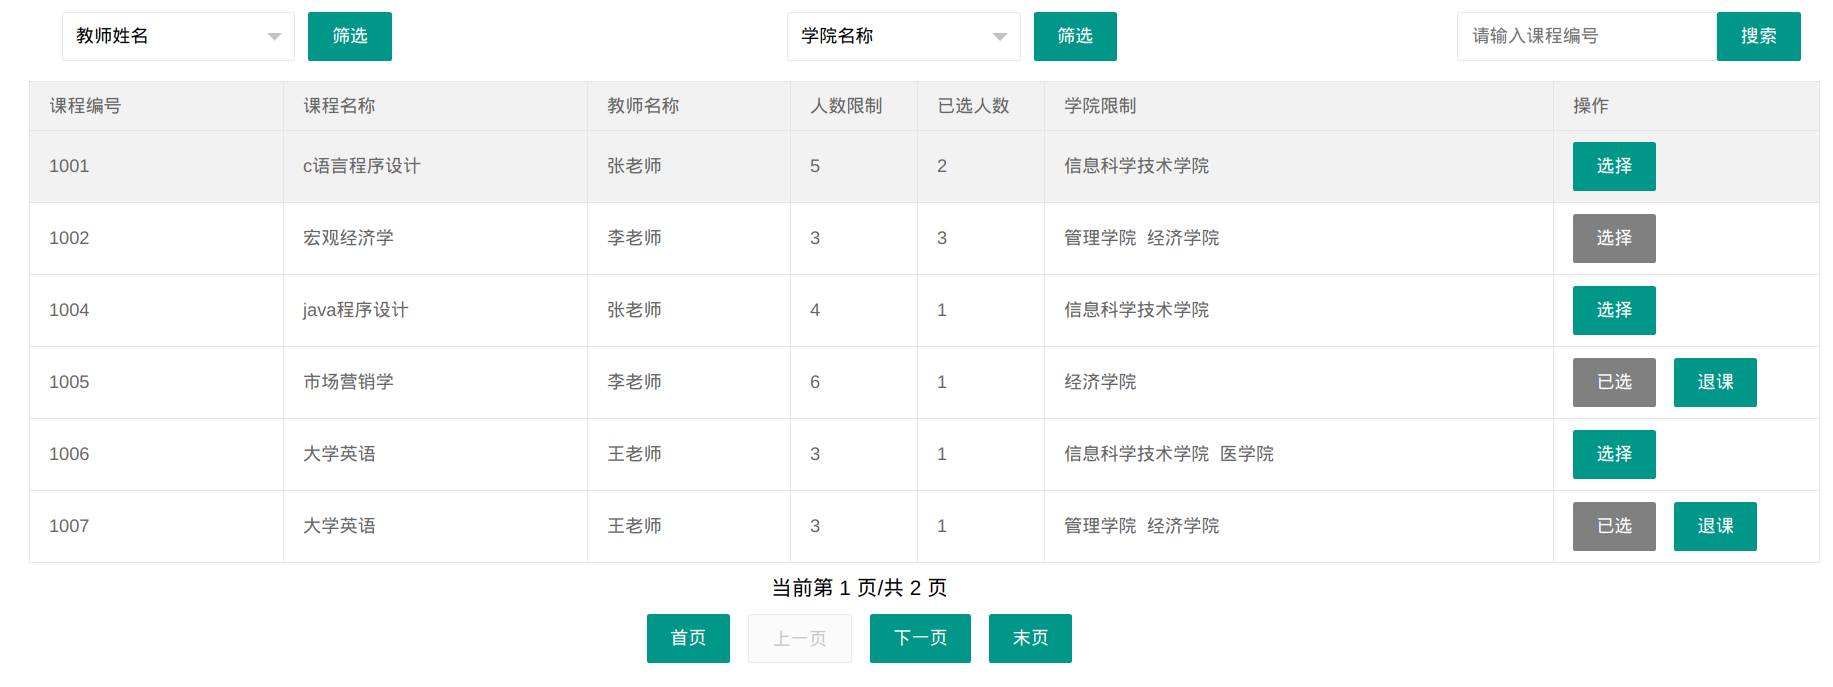 教师姓名 筛选 学院名称 筛选 请输入课程编号 搜索
课程编号 课程名称 教师名称 人数限制 已选人数 学院限制 操作
1001 c语言程序设计 张老师 5 2 信息科学技术学院 选择
1002 宏观经济学 李老师 3 3 管理学院 经济学院 选择
1004 java程序设计 张老师 4 1 信息科学技术学院 选择
1005 市场营销学 李老师 6 1 经济学院 已选 退课
1006 大学英语 王老师 3 1 信息科学技术学院 医学院 选择
1007 大学英语 王老师 3 1 管理学院 经济学院 已选 退课
当前第 1 页/共 2 页
首页 上一页 下一页 末页